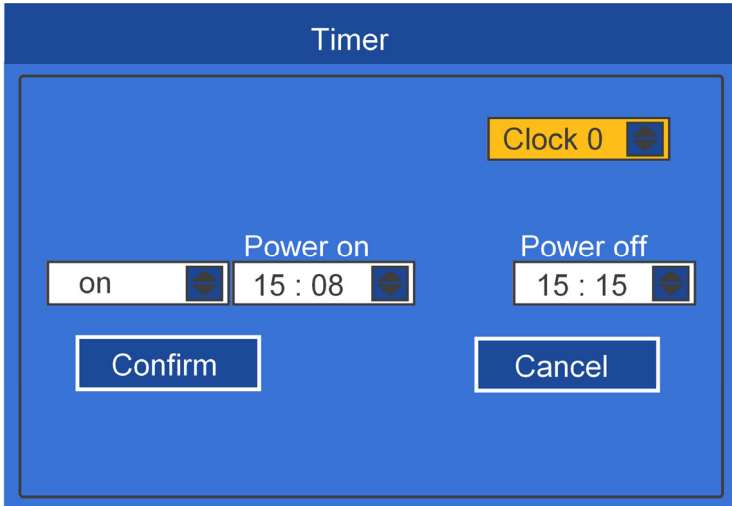 Timer
Clock 0
Power on Power off
on 15 : 08 15 : 15
Confirm Cancel